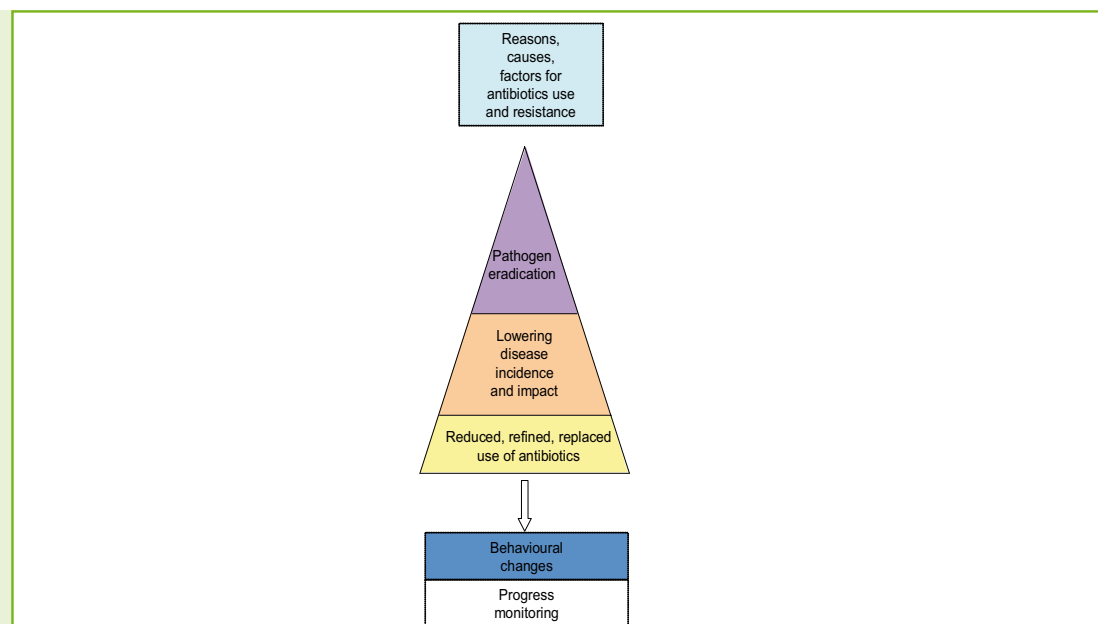 Reasons,
causes,
factors for
antibiotics use
and resistance
Pathogen
eradication
Lowering
disease
incidence
and impact
Reduced, refined, replaced
use of antibiotics
Behavioural
changes
Progress
monitoring